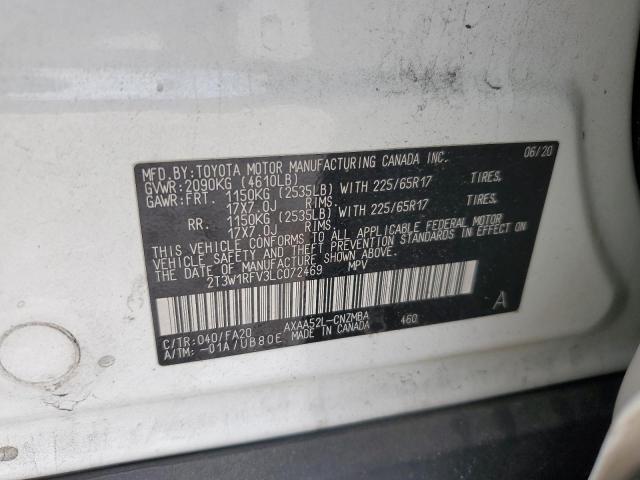 MFD.BY:TOYOTA MOTOR MANUFACTURING CANADA INC. 06/20
GVWR:2090KG (4610LB)
GAWR:FRT. 1150KG (2535LB) WITH 225/65R17 TIRES,
17X7.0J RIMS.
RR. 1150KG (2535LB) WITH 225/65R17 TIRES,
17X7.0J RIMS.
THIS VEHICLE CONFORMS TO ALL APPLICABLE FEDERAL MOTOR
VEHICLE SAFETY AND THEFT PREVENTION STANDARDS IN EFFECT
ON THE DATE OF MANUFACTURE SHOWN ABOVE.
2T3W1RFV3LC072469 MPV
A
C/TR:040/FA20 AXAA52L-CNZMBA 460
A/TM:-01A/UB80E MADE IN CANADA